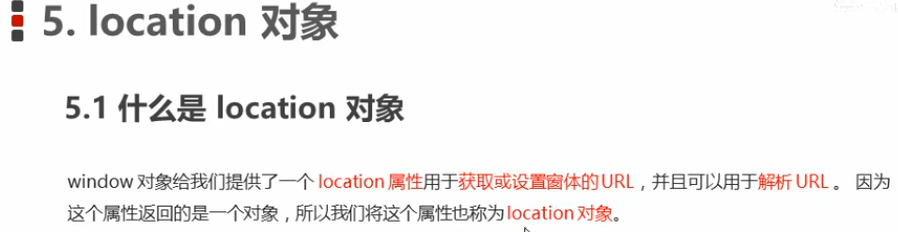 5. location 对象
5.1 什么是 location 对象
window 对象给我们提供了一个 location 属性用于获取或设置窗体的 URL，并且可以用于解析 URL 。 因为
这个属性返回的是一个对象，所以我们将这个属性也称为 location 对象。